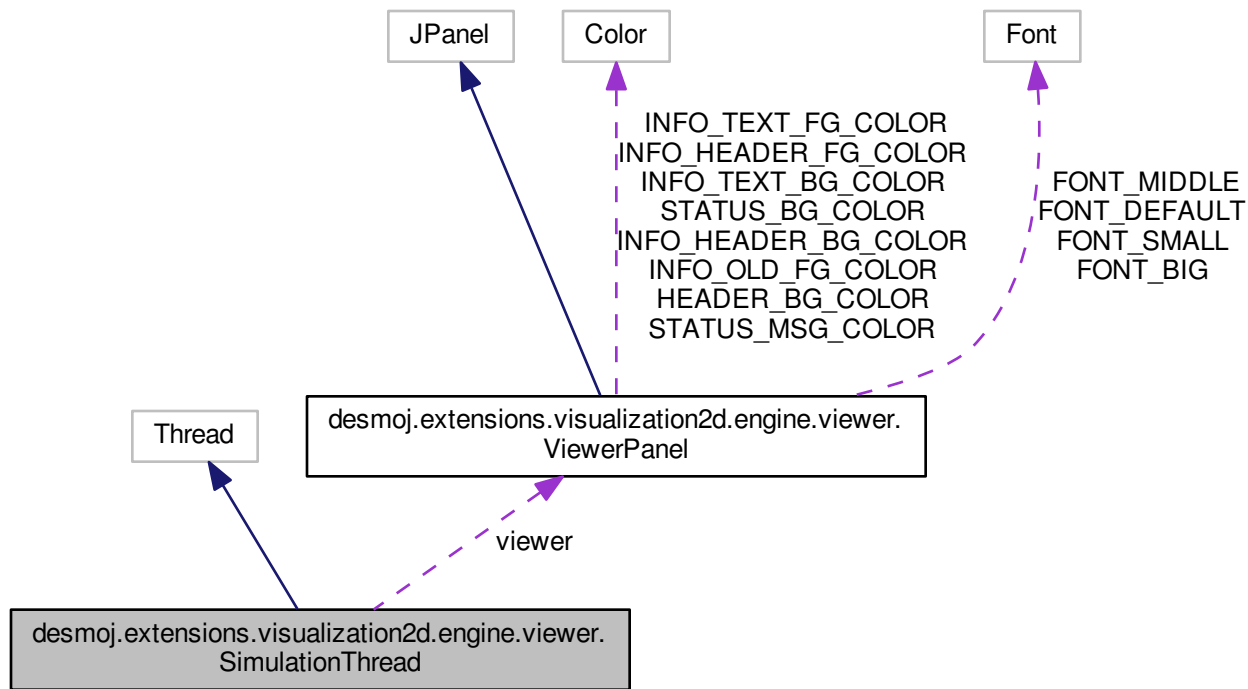 JPanel
Color
Font
INFO_TEXT_FG_COLOR
INFO_HEADER_FG_COLOR
INFO_TEXT_BG_COLOR
STATUS_BG_COLOR
INFO_HEADER_BG_COLOR
INFO_OLD_FG_COLOR
HEADER_BG_COLOR
STATUS_MSG_COLOR
FONT_MIDDLE
FONT_DEFAULT
FONT_SMALL
FONT_BIG
Thread
desmoj.extensions.visualization2d.engine.viewer.
ViewerPanel
viewer
desmoj.extensions.visualization2d.engine.viewer.
SimulationThread